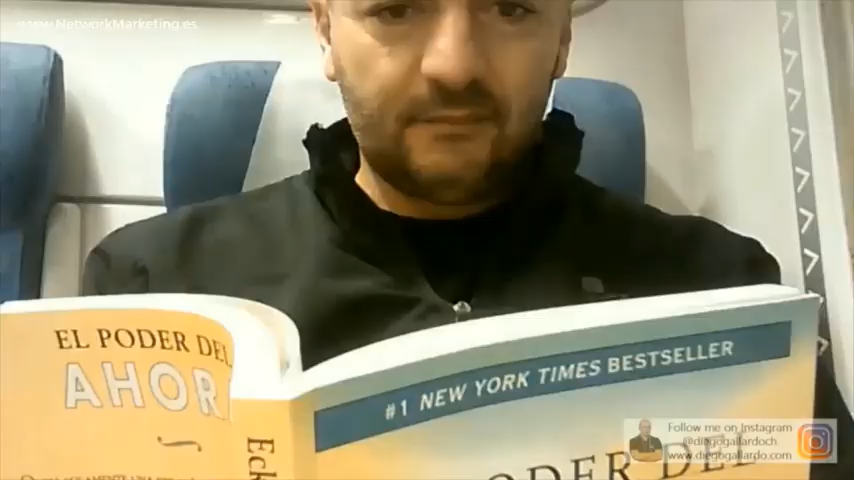 www.NetworkMarketing.es
EL PODER DEL
AHOR
Eck
#1 NEW YORK TIMES BESTSELLER
PODER DEL
Follow me on Instagram
@diegogallardoch
www.diegogallardo.com